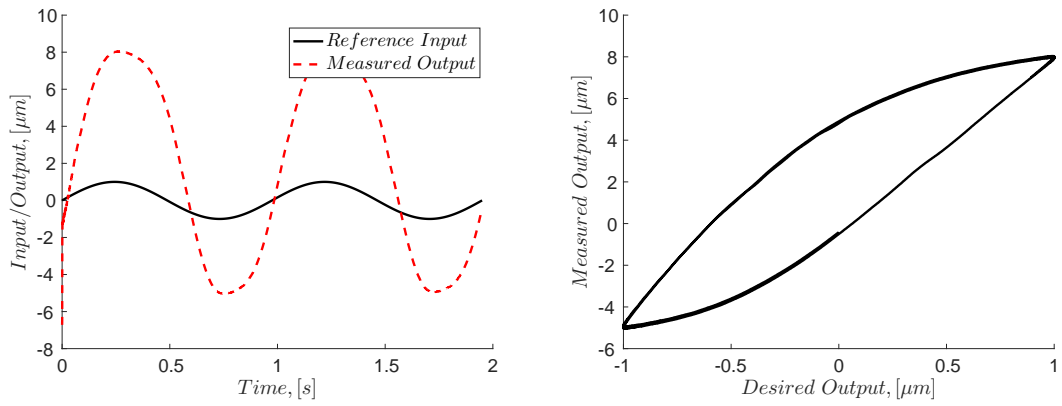 10
8
6
4
2
0
-2
-4
-6
-8
Input/Output, [μm]
Reference Input
Measured Output
0 0.5 1 1.5 2
Time, [s]
10
8
6
4
2
0
-2
-4
-6
Measured Output, [μm]
-1 -0.5 0 0.5 1
Desired Output, [μm]